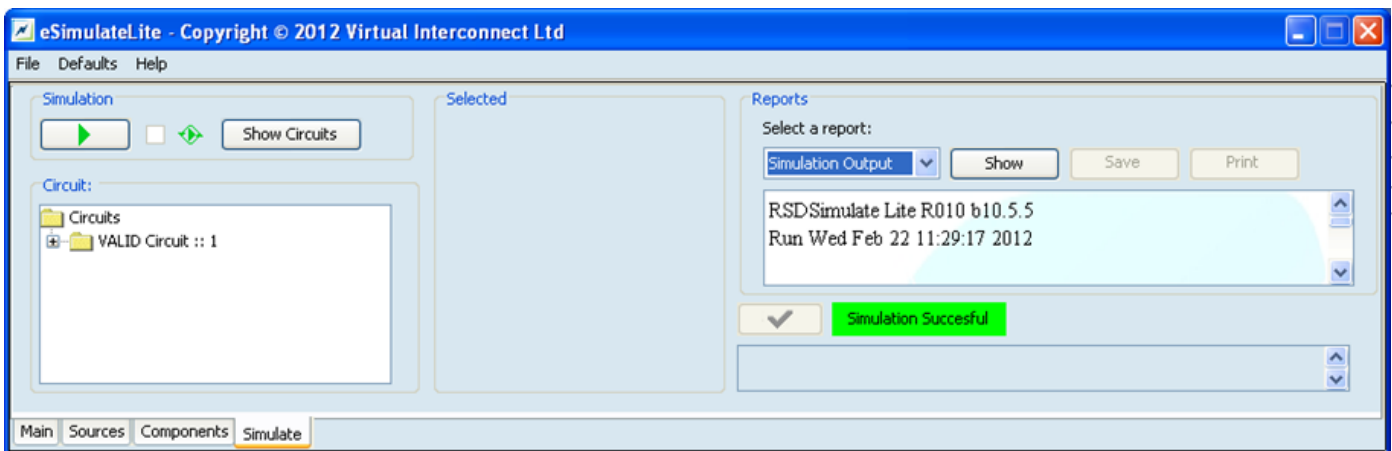 eSimulateLite - Copyright © 2012 Virtual Interconnect Ltd
File Defaults Help
Simulation
Show Circuits
Circuit:
Circuits
VALID Circuit :: 1
Selected
Reports
Select a report:
Simulation Output Show Save Print
RSDSimulate Lite R010 b10.5.5
Run Wed Feb 22 11:29:17 2012
Simulation Succesful
Main Sources Components Simulate